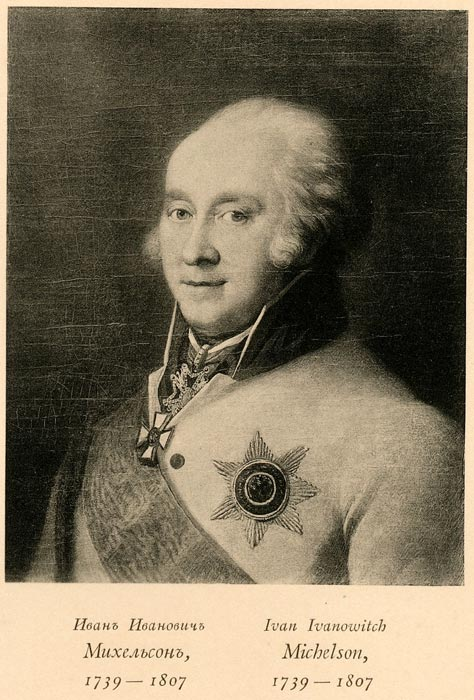 Иванъ Ивановичъ
Михельсонъ,
1739 — 1807
Ivan Ivanowitch
Michelson,
1739 — 1807